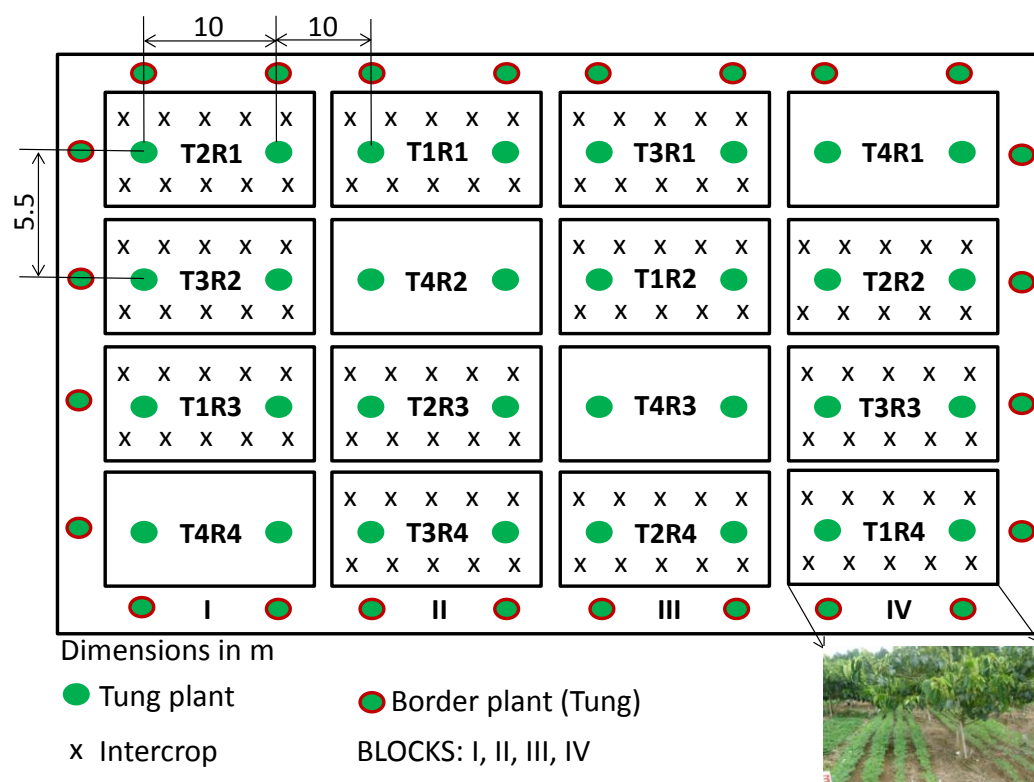 10 10
x x x x x x x x x x x x x x x
T2R1 T1R1 T3R1 T4R1
x x x x x x x x x x x x x x x
5.5
x x x x x x x x x x x x x x x
T3R2 T4R2 T1R2 T2R2
x x x x x x x x x x x x x x x
x x x x x x x x x x x x x x x
T1R3 T2R3 T4R3 T3R3
x x x x x x x x x x x x x x x
x x x x x x x x x x x x x x x
T4R4 T3R4 T2R4 T1R4
x x x x x x x x x x x x x x x
I II III IV
Dimensions in m
Tung plant
Border plant (Tung)
x Intercrop
BLOCKS: I, II, III, IV